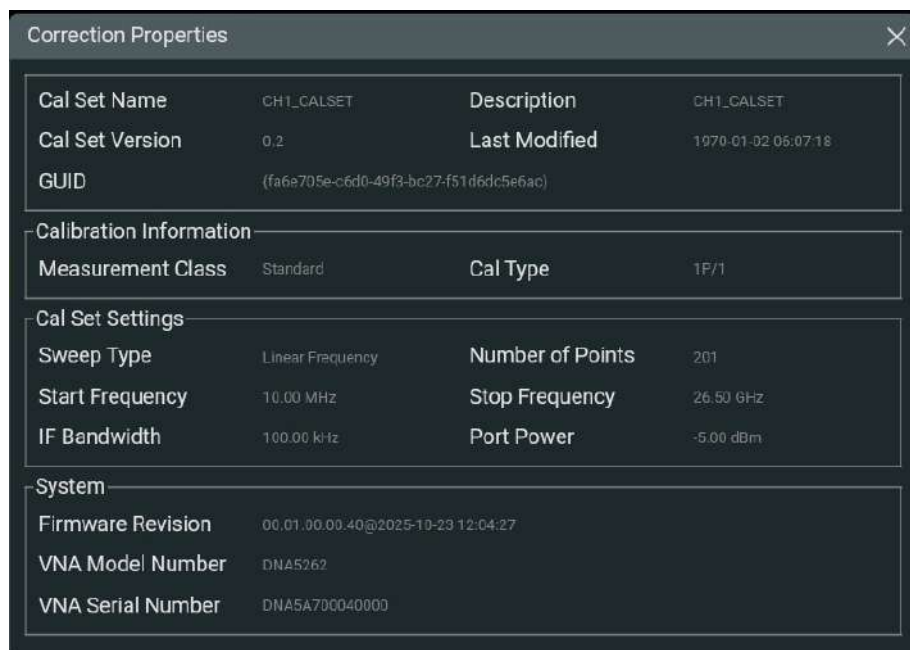 Correction Properties
Cal Set Name CH1_CALSET Description CH1_CALSET
Cal Set Version 0.2 Last Modified 1970-01-02 06:07:18
GUID {fa6e705e-c6d0-49f3-bc27-f51d6dc5e6ac}
Calibration Information
Measurement Class Standard Cal Type 1P/1
Cal Set Settings
Sweep Type Linear Frequency Number of Points 201
Start Frequency 10.00 MHz Stop Frequency 26.50 GHz
IF Bandwidth 100.00 kHz Port Power -5.00 dBm
System
Firmware Revision 00.01.00.00.40@2025-10-23 12:04:27
VNA Model Number DNA5262
VNA Serial Number DNA5A700040000